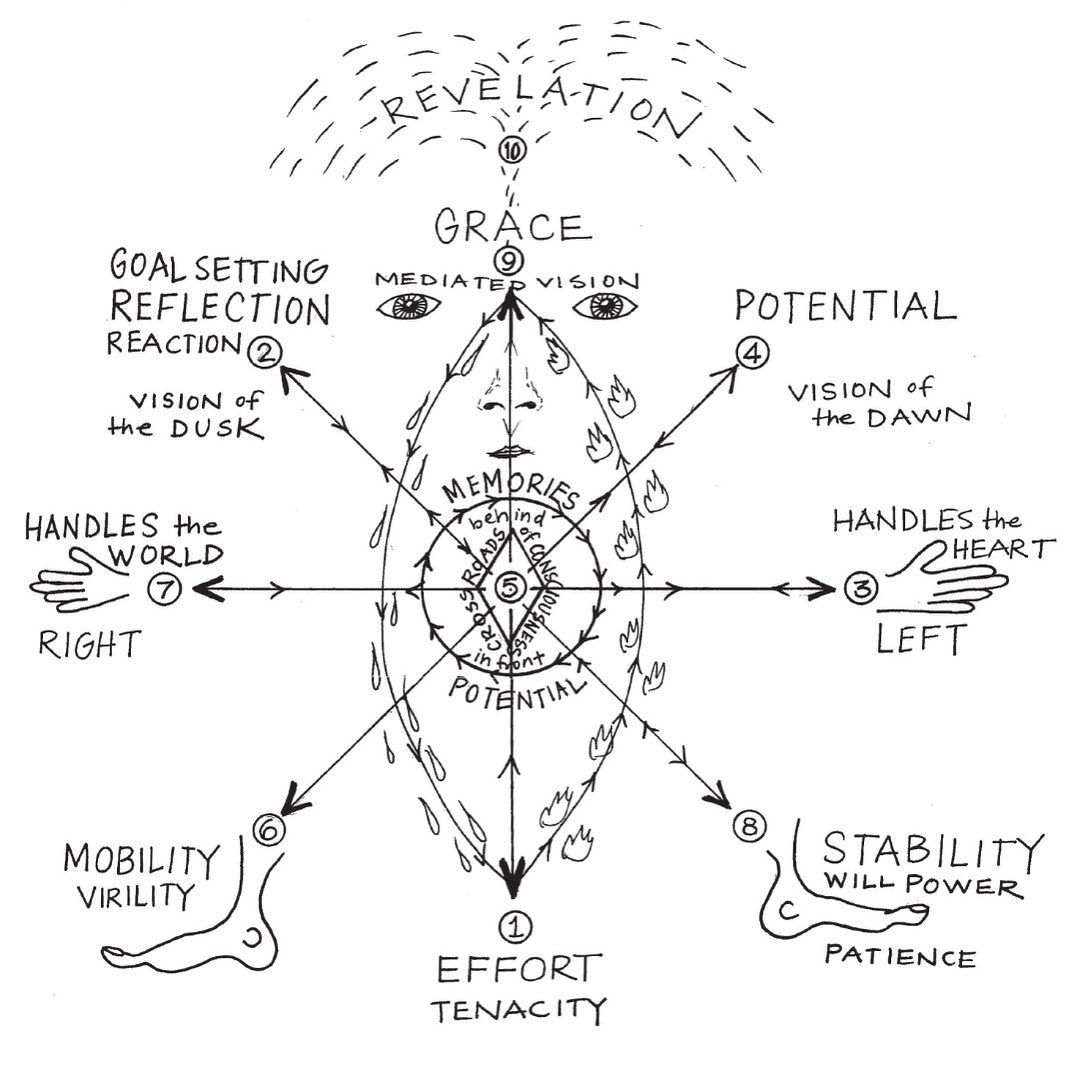 REVELATION
10
GRACE
9
MEDIATED VISION
GOAL SETTING
REFLECTION
REACTION 2
VISION of
the DUSK
POTENTIAL
4
VISION of
the DAWN
MEMORIES
behind
CROSS ROADS of CONSCIOUSNESS
5
in front
POTENTIAL
HANDLES the
WORLD
7
RIGHT
HANDLES the
HEART
3
LEFT
6
MOBILITY
VIRILITY
8
STABILITY
WILL POWER
PATIENCE
1
EFFORT
TENACITY